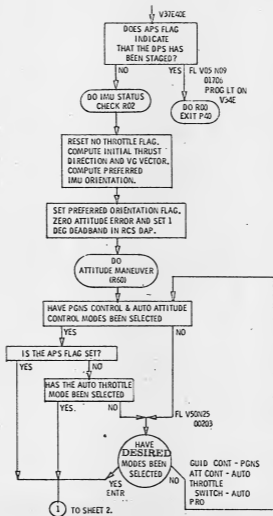 V37E40E
DOES APS FLAG
INDICATE
THAT THE DPS HAS
BEEN STAGED?
NO
YES
FL V05 N09
01706
PROG LT ON
V34E
DO IMU STATUS
CHECK R02
DO R00
EXIT P40
RESET NO THROTTLE FLAG.
COMPUTE INITIAL THRUST
DIRECTION AND VG VECTOR.
COMPUTE PREFERRED
IMU ORIENTATION.
SET PREFERRED ORIENTATION FLAG.
ZERO ATTITUDE ERROR AND SET 1
DEG DEADBAND IN RCS DAP.
DO
ATTITUDE MANEUVER
(R60)
HAVE PGNS CONTROL & AUTO ATTITUDE
CONTROL MODES BEEN SELECTED
YES
NO
IS THE APS FLAG SET?
YES
NO
HAS THE AUTO THROTTLE
MODE BEEN SELECTED
YES.
NO
FL V50N25
00203
HAVE
DESIRED
MODES BEEN
SELECTED
NO
GUID CONT - PGNS
ATT CONT - AUTO
THROTTLE
SWITCH - AUTO
PRO
YES
ENTR
1 TO SHEET 2.